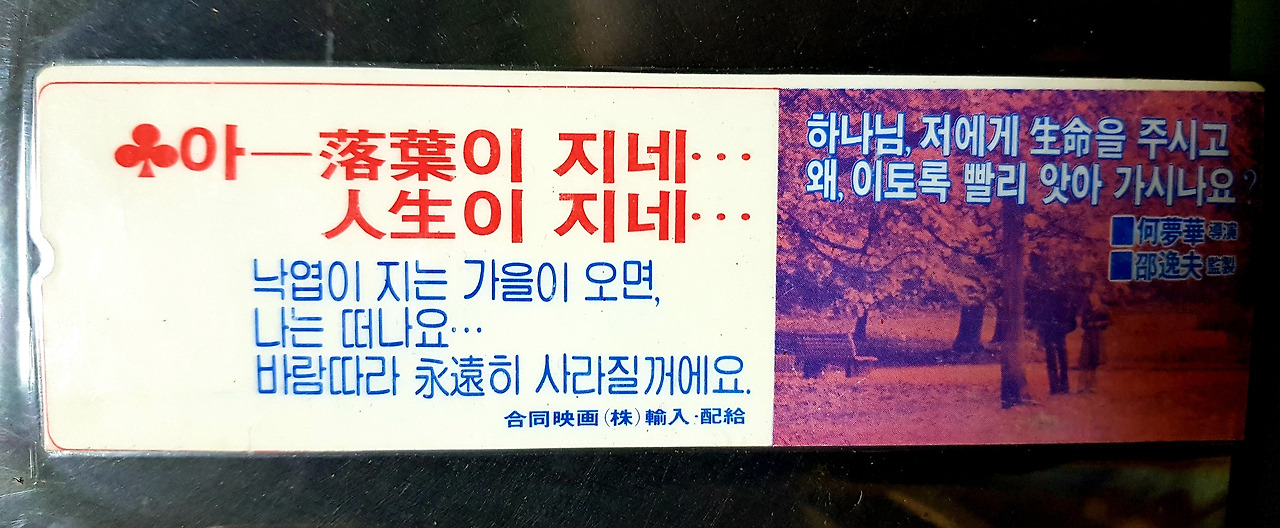 ♣아—落葉이 지네…
人生이 지네…
낙엽이 지는 가을이 오면,
나는 떠나요…
바람따라 永遠히 사라질꺼에요.
合同映画(株)輸入·配給
하나님, 저에게 生命을 주시고
왜, 이토록 빨리 앗아 가시나요?
■何夢華 導演
■邵逸夫 監製